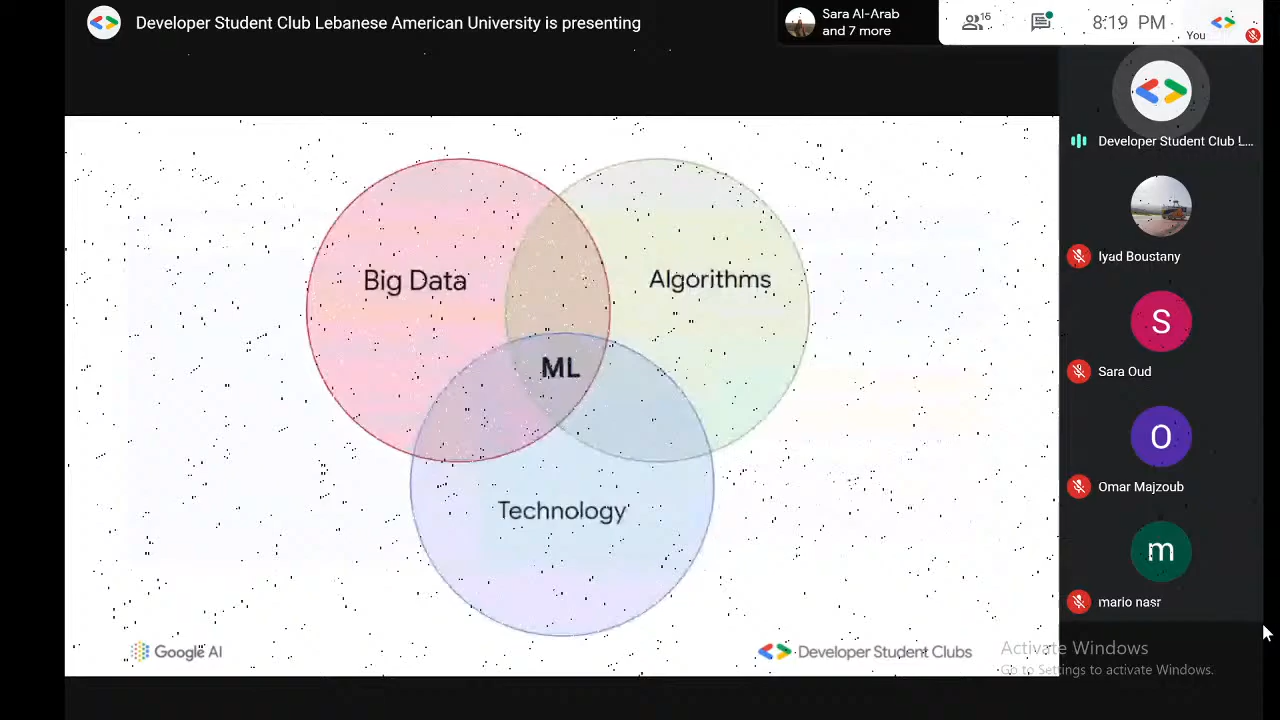 Developer Student Club Lebanese American University is presenting
Sara Al-Arab
and 7 more
16
8:19 PM
You
Developer Student Club L...
Iyad Boustany
S
Sara Oud
O
Omar Majzoub
m
mario nasr
Big Data
Algorithms
ML
Technology
Google AI
Developer Student Clubs
Activate Windows
Go to Settings to activate Windows.